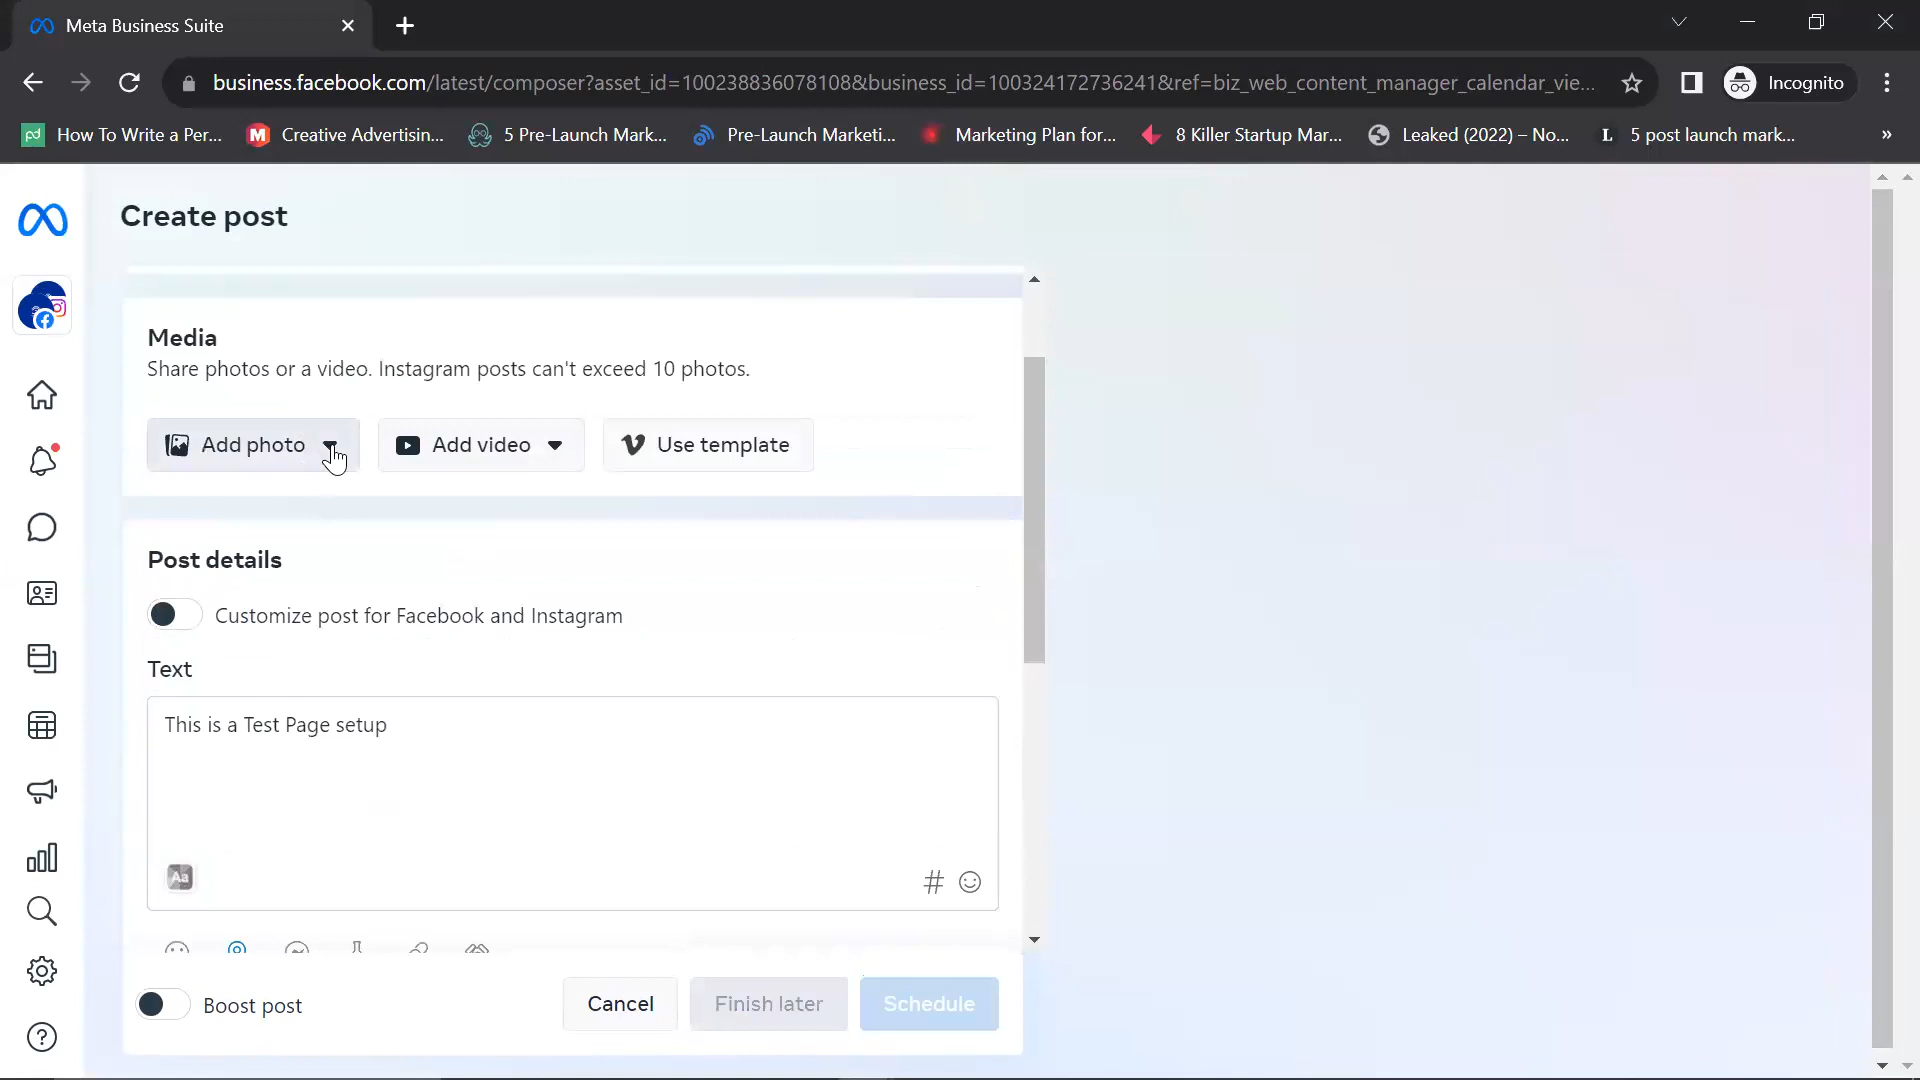 Meta Business Suite
business.facebook.com/latest/composer?asset_id=100238836078108&business_id=100324172736241&ref=biz_web_content_manager_calendar_vie...
Incognito
How To Write a Per...
Creative Advertisin...
5 Pre-Launch Mark...
Pre-Launch Marketi...
Marketing Plan for...
8 Killer Startup Mar...
Leaked (2022) – No...
5 post launch mark...
Create post
Media
Share photos or a video. Instagram posts can't exceed 10 photos.
Add photo
Add video
Use template
Post details
Customize post for Facebook and Instagram
Text
This is a Test Page setup
Aa
Boost post
Cancel
Finish later
Schedule